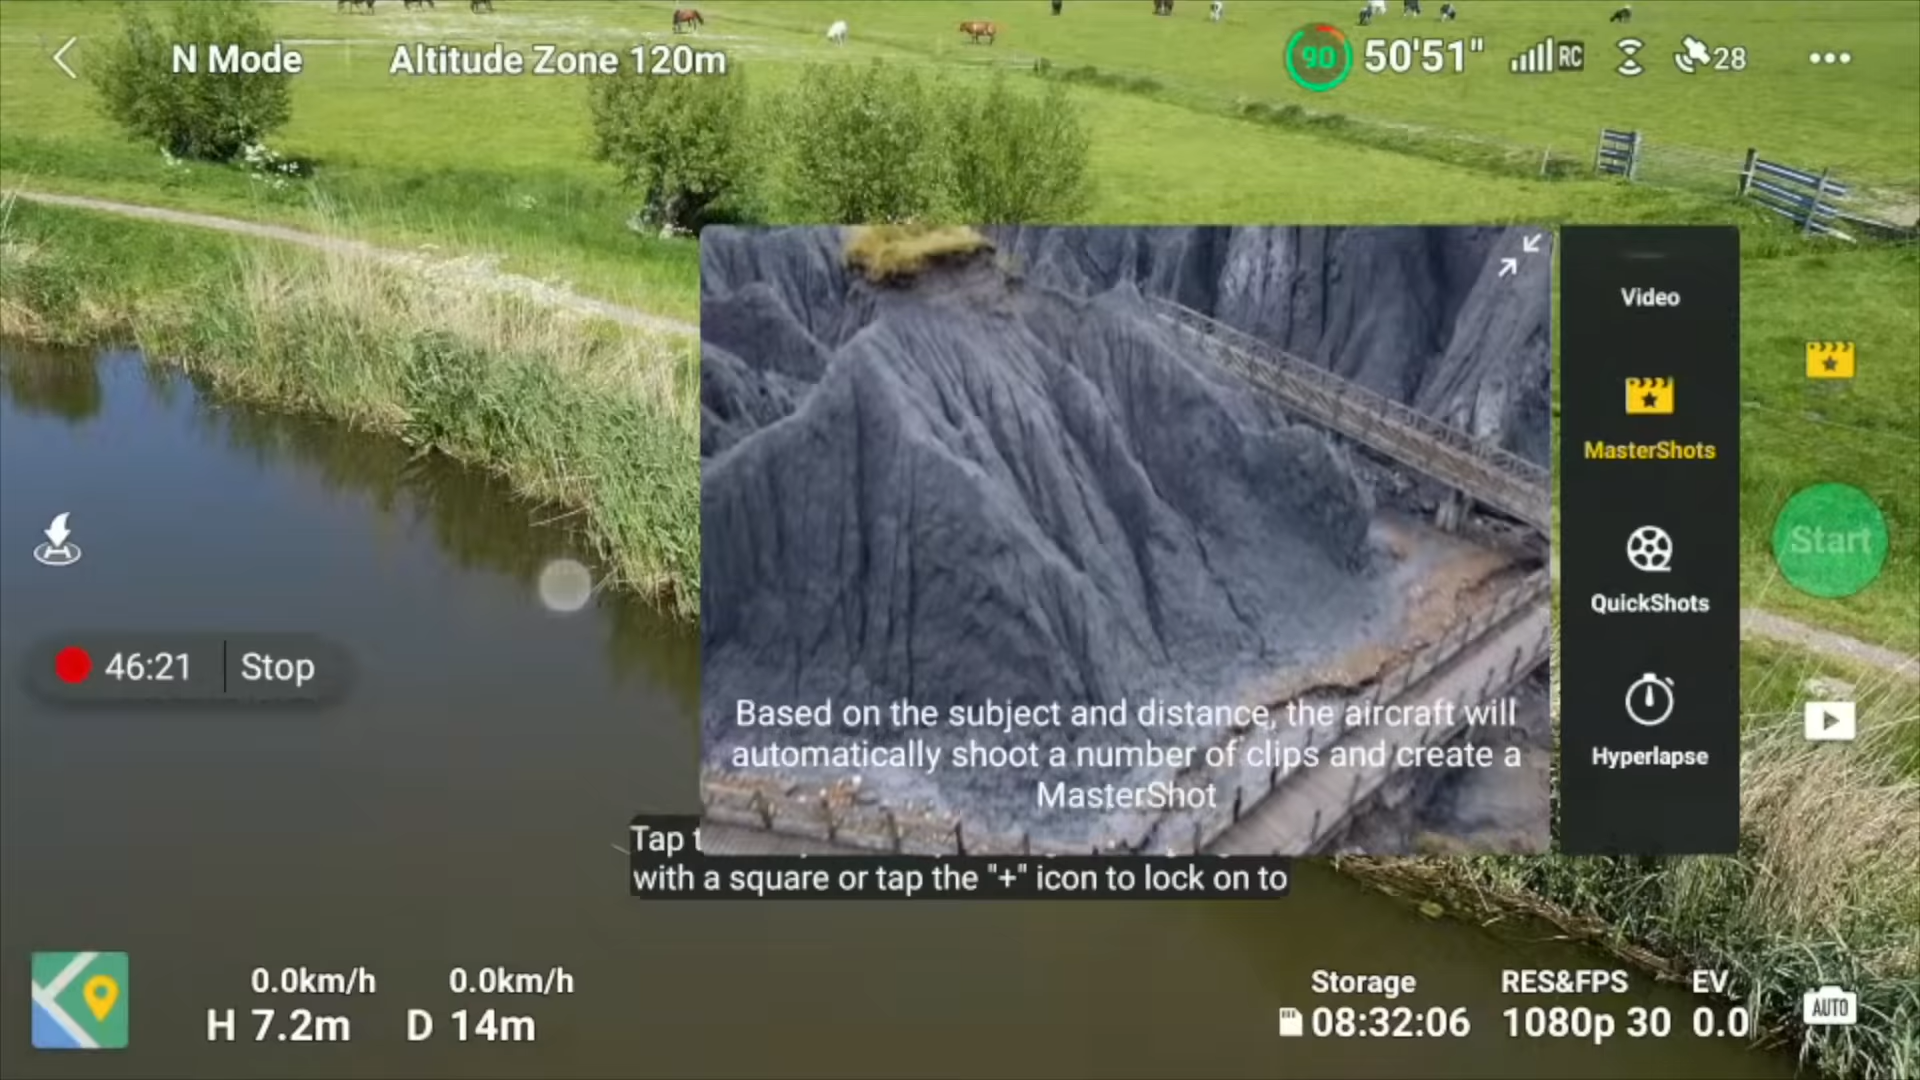 N Mode
Altitude Zone 120m
90
50'51"
RC
28
Video
MasterShots
QuickShots
Hyperlapse
Start
46:21
Stop
Based on the subject and distance, the aircraft will
automatically shoot a number of clips and create a
MasterShot
Tap
with a square or tap the "+" icon to lock on to
0.0km/h
0.0km/h
H 7.2m
D 14m
Storage
08:32:06
RES&FPS
1080p 30
EV
0.0
AUTO